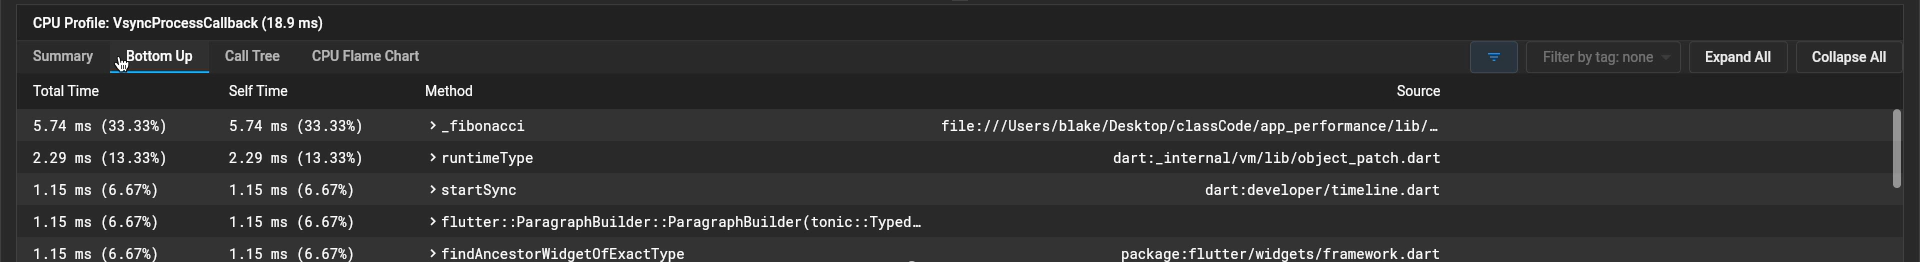 CPU Profile: VsyncProcessCallback (18.9 ms)
Summary Bottom Up Call Tree CPU Flame Chart Filter by tag: none Expand All Collapse All
Total Time Self Time Method Source
5.74 ms (33.33%) 5.74 ms (33.33%) _fibonacci file:///Users/blake/Desktop/classCode/app_performance/lib/…
2.29 ms (13.33%) 2.29 ms (13.33%) runtimeType dart:_internal/vm/lib/object_patch.dart
1.15 ms (6.67%) 1.15 ms (6.67%) startSync dart:developer/timeline.dart
1.15 ms (6.67%) 1.15 ms (6.67%) flutter::ParagraphBuilder::ParagraphBuilder(tonic::Typed…
1.15 ms (6.67%) 1.15 ms (6.67%) findAncestorWidgetOfExactType package:flutter/widgets/framework.dart